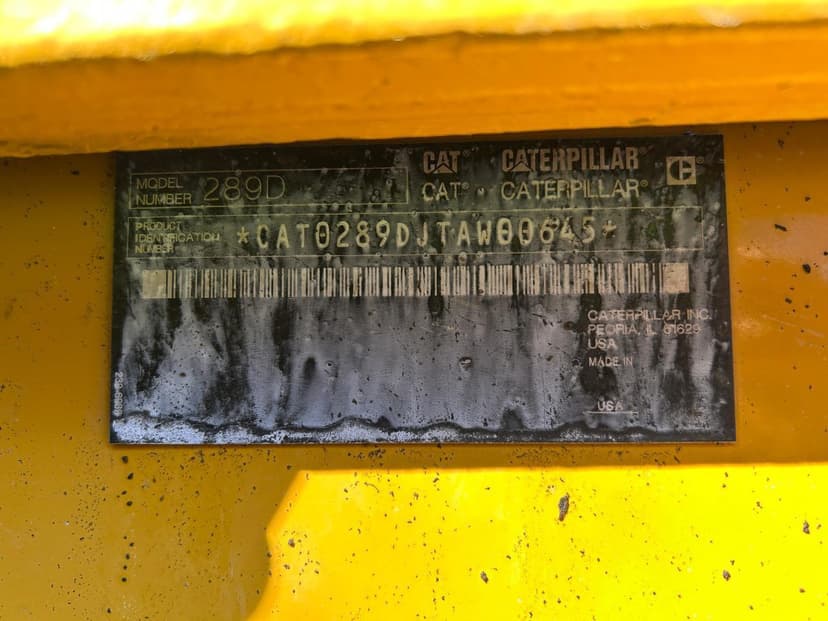 MODEL NUMBER 289D
CAT CATERPILLAR®
CAT® CATERPILLAR®
PRODUCT IDENTIFICATION NUMBER *CAT0289DJTAW00645*
CATERPILLAR INC.
PEORIA, IL 61629
USA
MADE IN
USA